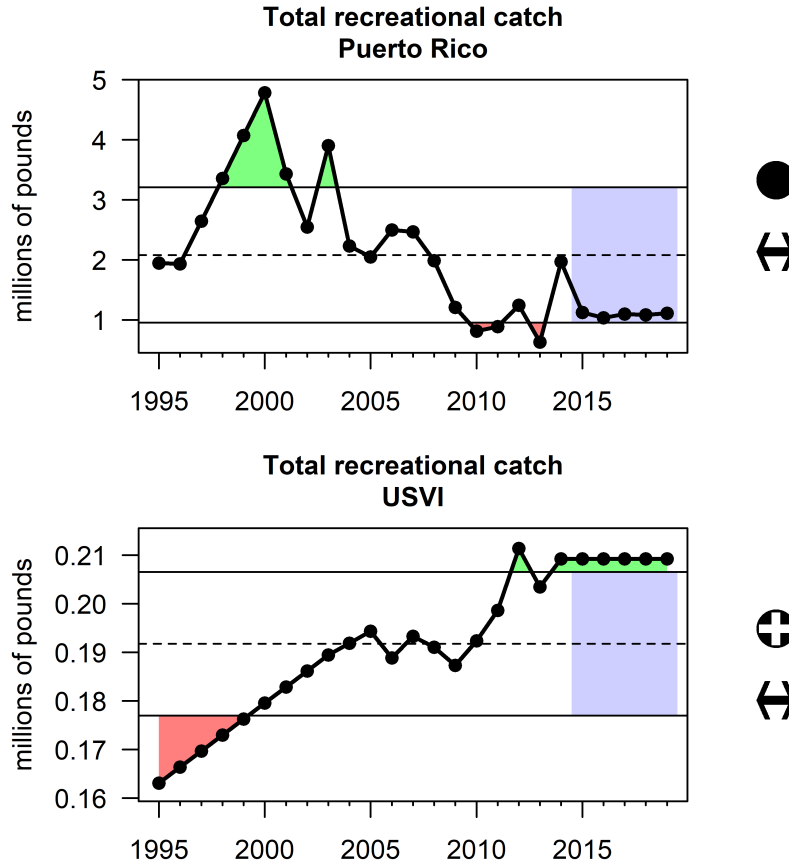 Total recreational catch
Puerto Rico
millions of pounds
5
4
3
2
1
1995 2000 2005 2010 2015
Total recreational catch
USVI
millions of pounds
0.21
0.20
0.19
0.18
0.17
0.16
1995 2000 2005 2010 2015